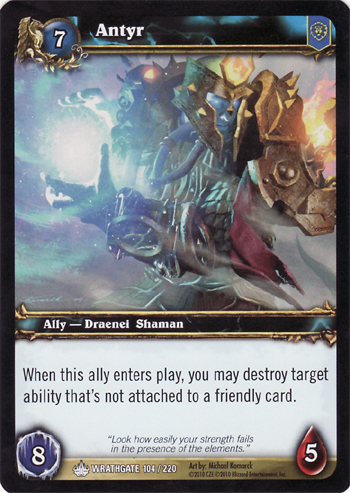 7
Antyr
Ally — Draenei Shaman
When this ally enters play, you may destroy target
ability that's not attached to a friendly card.
"Look how easily your strength fails
in the presence of the elements."
8
WRATHGATE 104 / 220
Art by: Michael Komarck
©2010 CZE ©2010 Blizzard Entertainment, Inc.
5